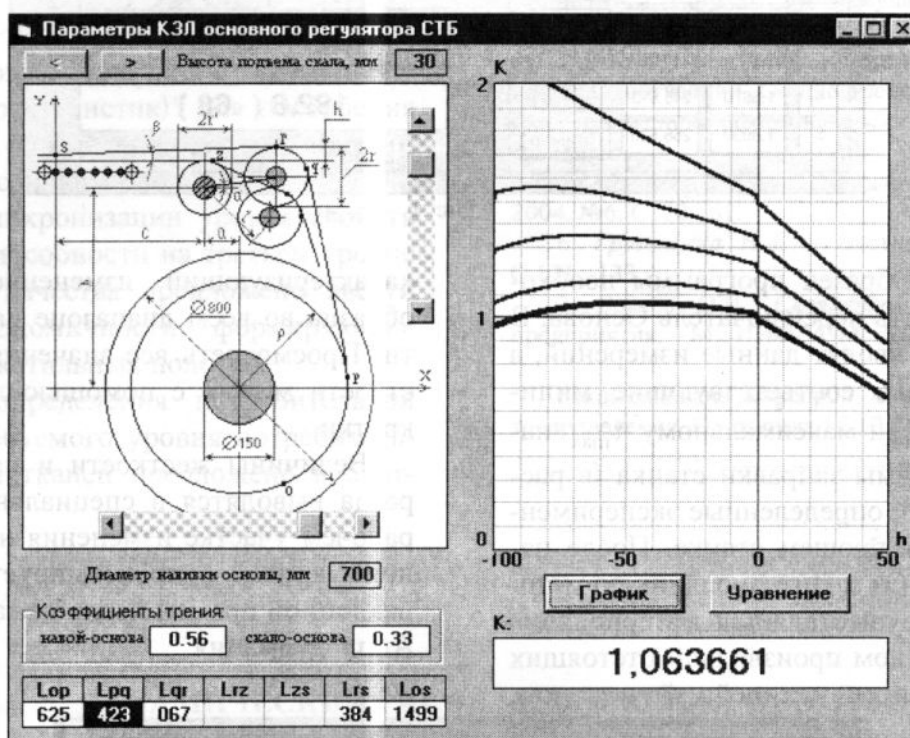 Параметры КЗЛ основного регулятора СТБ
< > Высота подъема скала, мм 30
Y
β
2r
h
S
z
r
q
2r
C
Q
∅800
ρ
P
X
∅150
O
Диаметр навивки основы, мм 700
Коэффициенты трения:
навой-основа 0.56 скало-основа 0.33
Lop Lpq Lqr Lrz Lzs Lrs Los
625 423 067 384 1499
K
2
1
0
-100 -50 0 50
h
График Уравнение
K:
1,063661